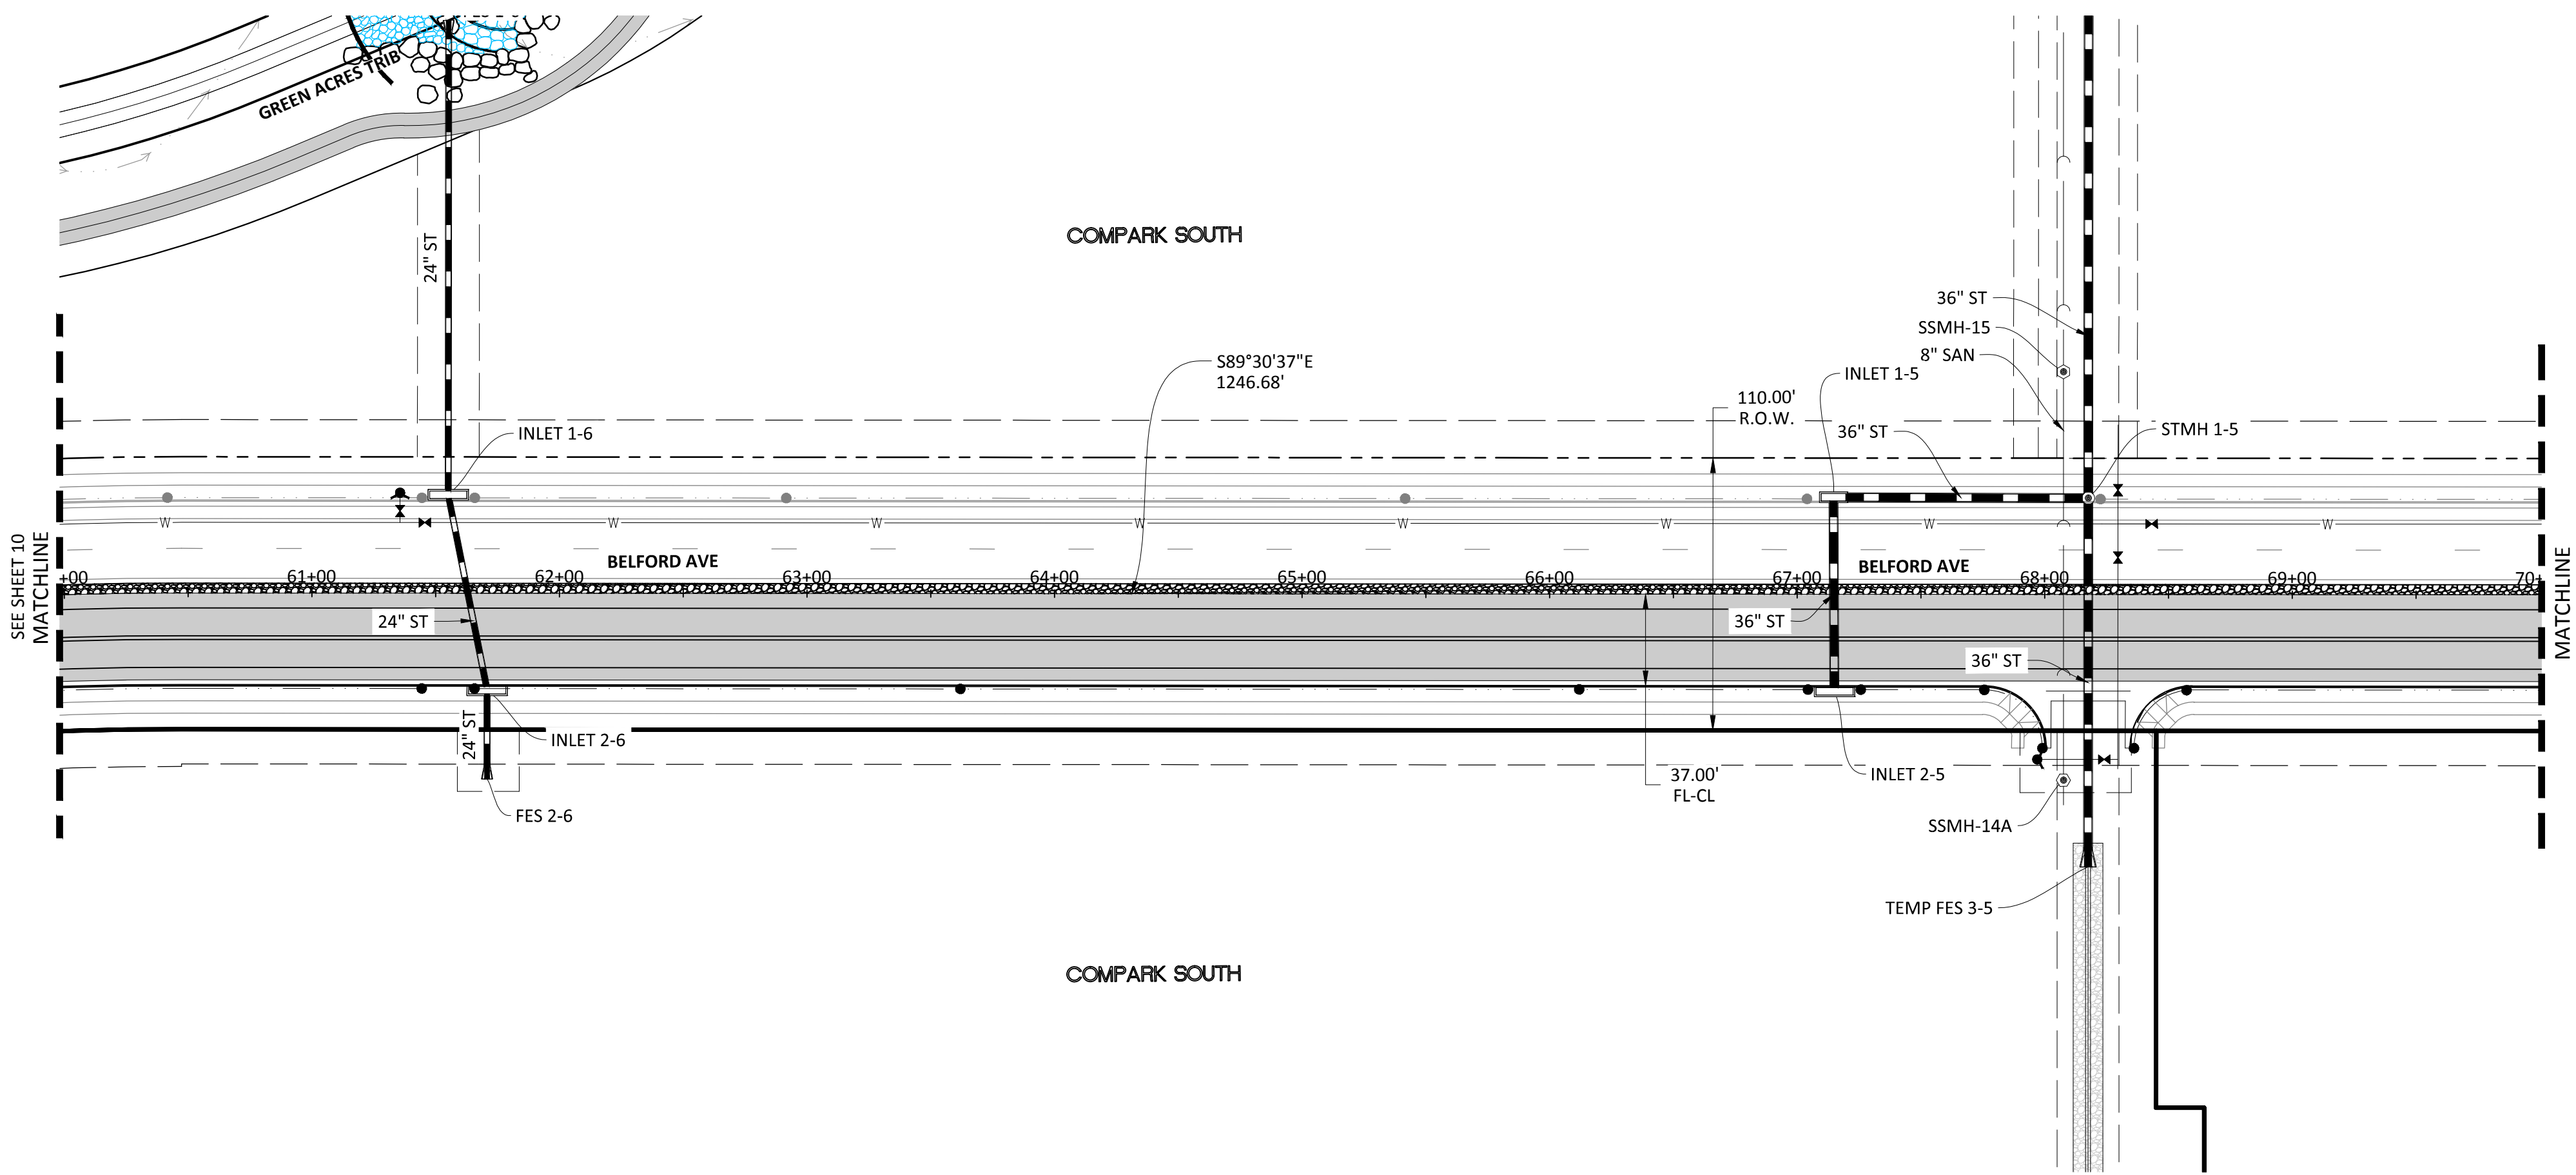 GREEN ACRES TRIB
24" ST
COMPARK SOUTH
36" ST
SSMH-15
8" SAN
S89°30'37"E
1246.68'
INLET 1-5
110.00'
R.O.W.
INLET 1-6
36" ST
STMH 1-5
W W W W W W W W
SEE SHEET 10
MATCHLINE
MATCHLINE
BELFORD AVE
BELFORD AVE
+00 61+00 62+00 63+00 64+00 65+00 66+00 67+00 68+00 69+00 70+
24" ST
36" ST
36" ST
24" ST
INLET 2-6
37.00'
FL-CL
INLET 2-5
FES 2-6
SSMH-14A
TEMP FES 3-5
COMPARK SOUTH